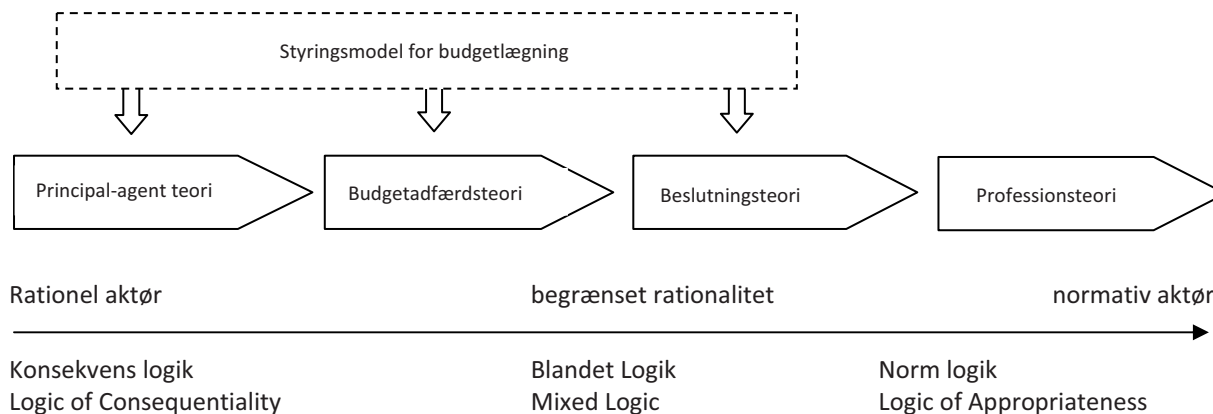 Styringsmodel for budgetlægning
Principal-agent teori
Budgetadfærdsteori
Beslutningsteori
Professionsteori
Rationel aktør
begrænset rationalitet
normativ aktør
Konsekvens logik
Blandet Logik
Norm logik
Logic of Consequentiality
Mixed Logic
Logic of Appropriateness